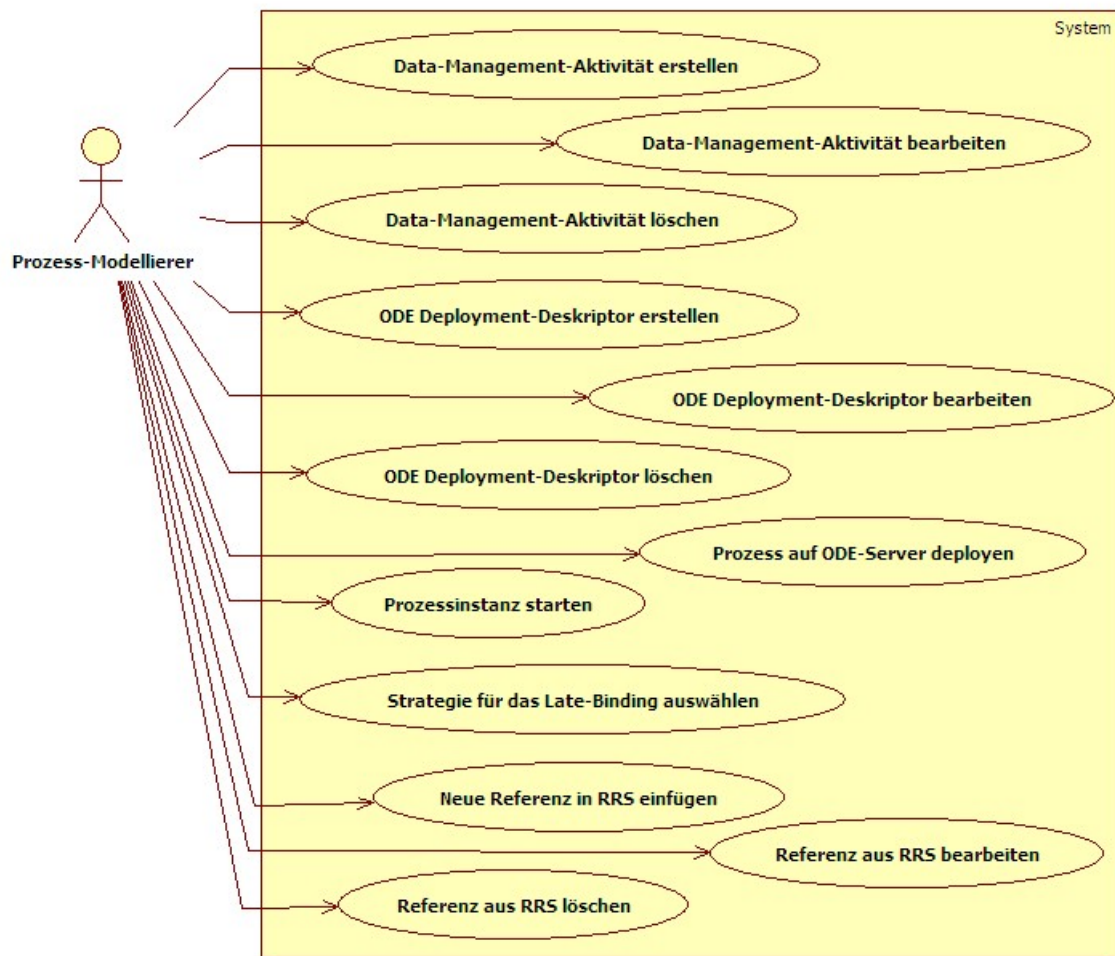 System
Data-Management-Aktivität erstellen
Data-Management-Aktivität bearbeiten
Data-Management-Aktivität löschen
Prozess-Modellierer
ODE Deployment-Deskriptor erstellen
ODE Deployment-Deskriptor bearbeiten
ODE Deployment-Deskriptor löschen
Prozess auf ODE-Server deployen
Prozessinstanz starten
Strategie für das Late-Binding auswählen
Neue Referenz in RRS einfügen
Referenz aus RRS bearbeiten
Referenz aus RRS löschen